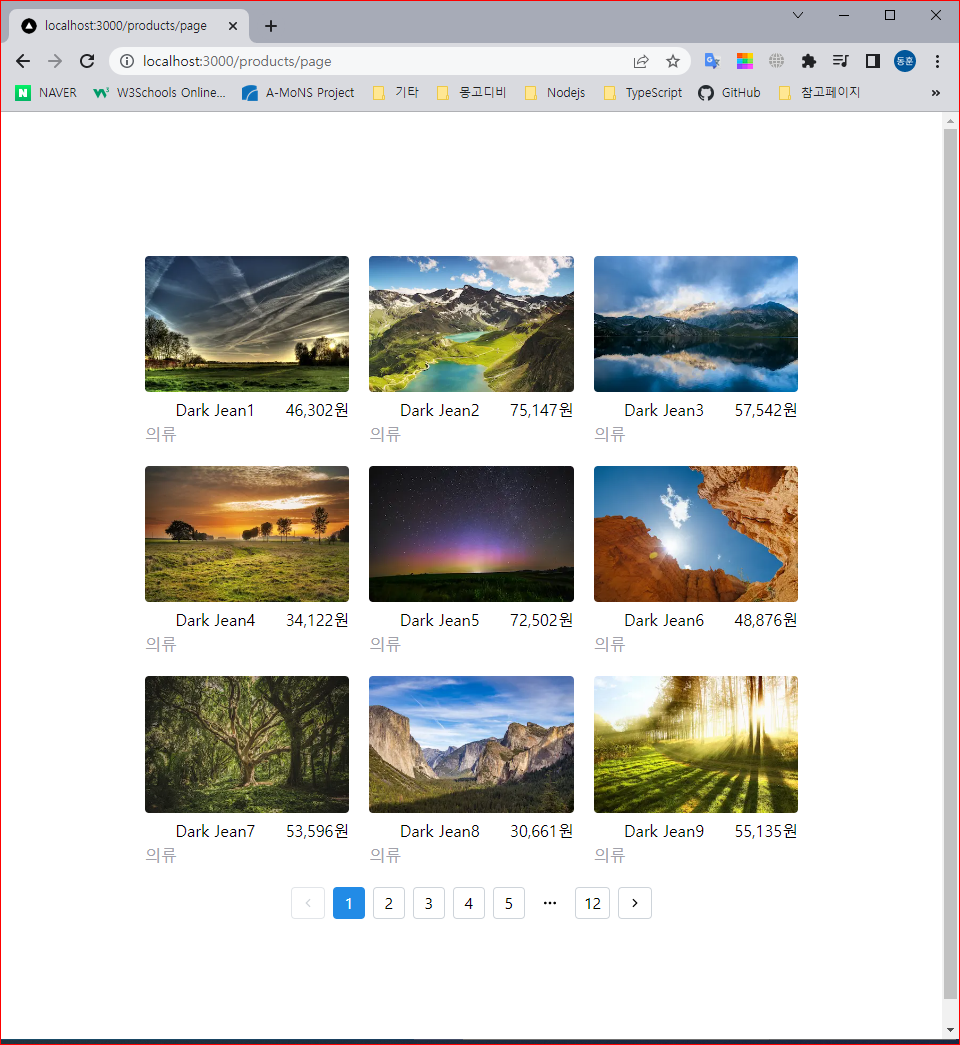 localhost:3000/products/page
localhost:3000/products/page
동훈
NAVER W3Schools Online... A-MoNS Project 기타 몽고디비 Nodejs TypeScript GitHub 참고페이지 »
Dark Jean1 46,302원 Dark Jean2 75,147원 Dark Jean3 57,542원
의류 의류 의류
Dark Jean4 34,122원 Dark Jean5 72,502원 Dark Jean6 48,876원
의류 의류 의류
Dark Jean7 53,596원 Dark Jean8 30,661원 Dark Jean9 55,135원
의류 의류 의류
1 2 3 4 5 ··· 12